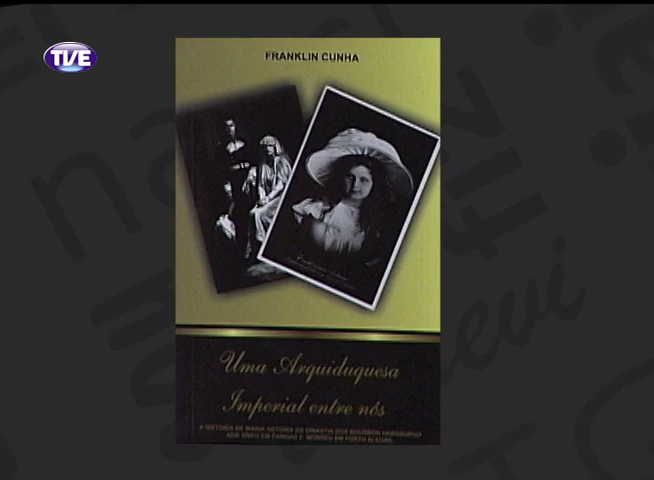 TVE
FRANKLIN CUNHA
Uma Arquiduquesa
Imperial entre nós
A HISTÓRIA DE MARIA ANTONIA DA DINASTIA DOS BOURBON HABSBURGO
QUE VIVEU EM CANOAS E MORREU EM PORTO ALEGRE